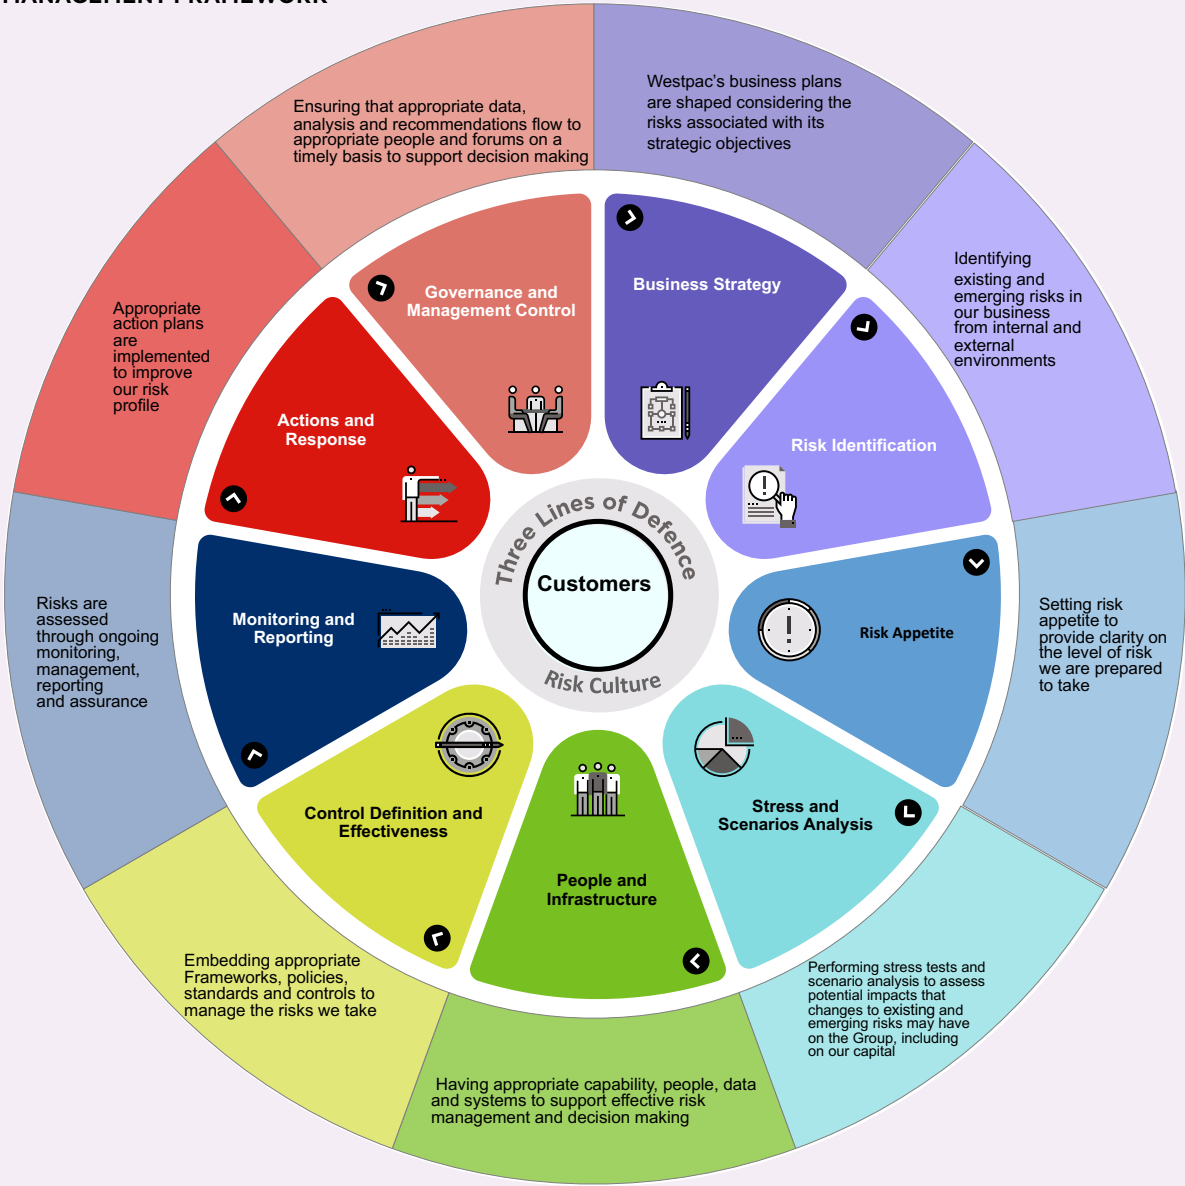 MANAGEMENT FRAMEWORK
Westpac's business plans
are shaped considering the
risks associated with its
strategic objectives
Business Strategy
Identifying
existing and
emerging risks in
our business
from internal and
external
environments
Risk Identification
Setting risk
appetite to
provide clarity on
the level of risk
we are prepared
to take
Risk Appetite
Performing stress tests and
scenario analysis to assess
potential impacts that
changes to existing and
emerging risks may have
on the Group, including
on our capital
Stress and
Scenarios Analysis
Having appropriate capability, people, data
and systems to support effective risk
management and decision making
People and
Infrastructure
Embedding appropriate
Frameworks, policies,
standards and controls to
manage the risks we take
Control Definition and
Effectiveness
Risks are
assessed
through ongoing
monitoring,
management,
reporting
and assurance
Monitoring and
Reporting
Appropriate
action plans
are
implemented
to improve
our risk
profile
Actions and
Response
Ensuring that appropriate data,
analysis and recommendations flow to
appropriate people and forums on a
timely basis to support decision making
Governance and
Management Control
Three Lines of Defence
Customers
Risk Culture